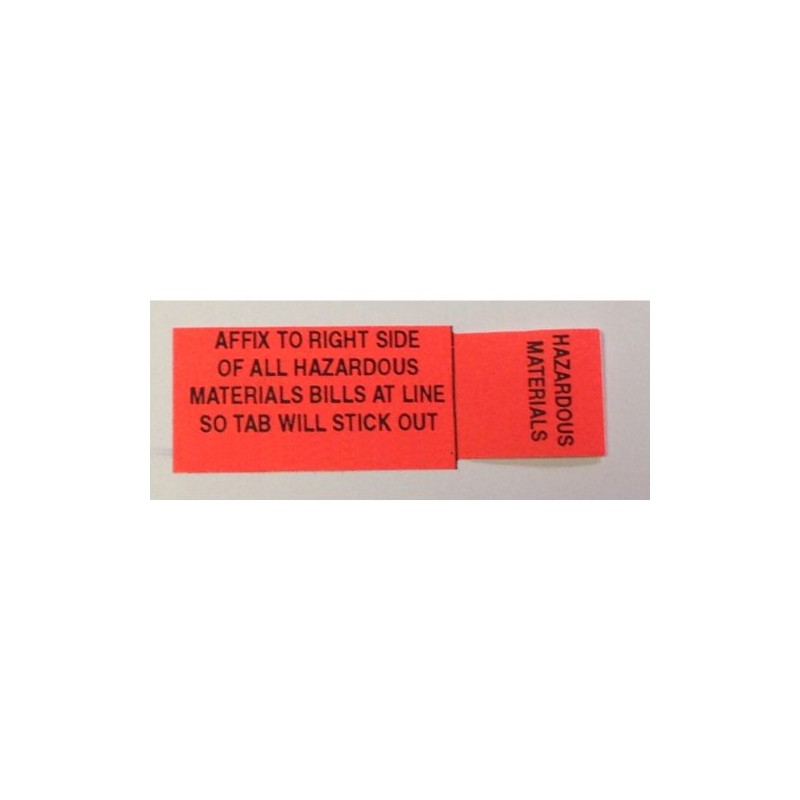 AFFIX TO RIGHT SIDE
OF ALL HAZARDOUS
MATERIALS BILLS AT LINE
SO TAB WILL STICK OUT
HAZARDOUS
MATERIALS